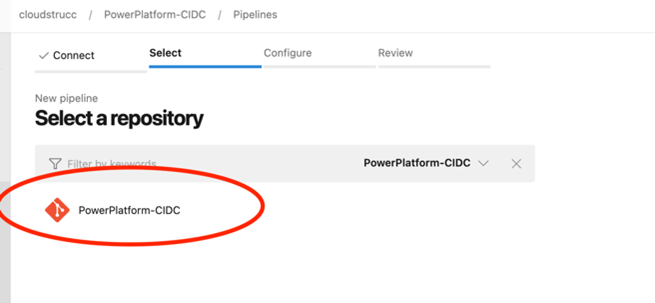 cloudstrucc / PowerPlatform-CIDC / Pipelines
Connect Select Configure Review
New pipeline
Select a repository
Filter by keywords PowerPlatform-CIDC
PowerPlatform-CIDC